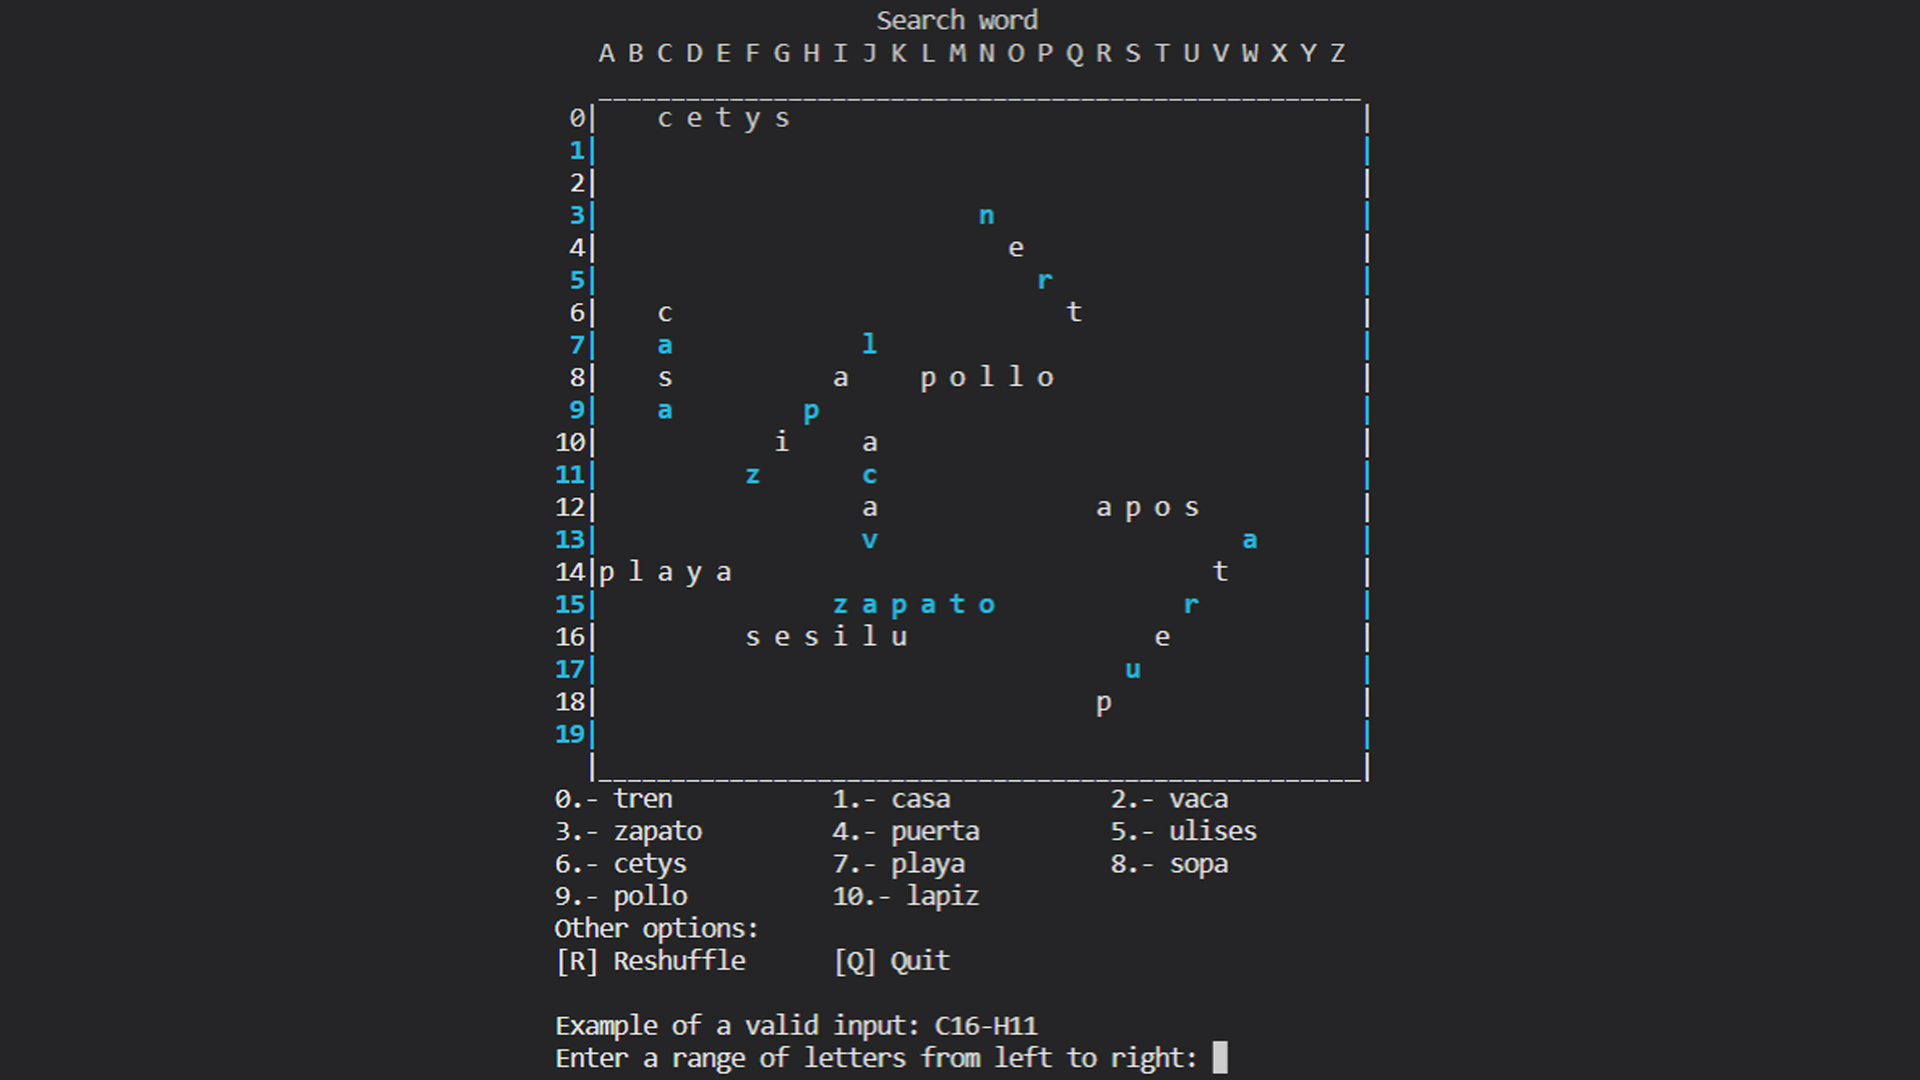 Search word
A B C D E F G H I J K L M N O P Q R S T U V W X Y Z
0| c e t y s |
1| |
2| |
3| n |
4| e |
5| r |
6| c t |
7| a l |
8| s a p o l l o |
9| a p |
10| i a |
11| z c |
12| a a p o s |
13| v a |
14|p l a y a t |
15| z a p a t o r |
16| s e s i l u e |
17| u |
18| p |
19| |
0.- tren 1.- casa 2.- vaca
3.- zapato 4.- puerta 5.- ulises
6.- cetys 7.- playa 8.- sopa
9.- pollo 10.- lapiz
Other options:
[R] Reshuffle [Q] Quit
Example of a valid input: C16-H11
Enter a range of letters from left to right: